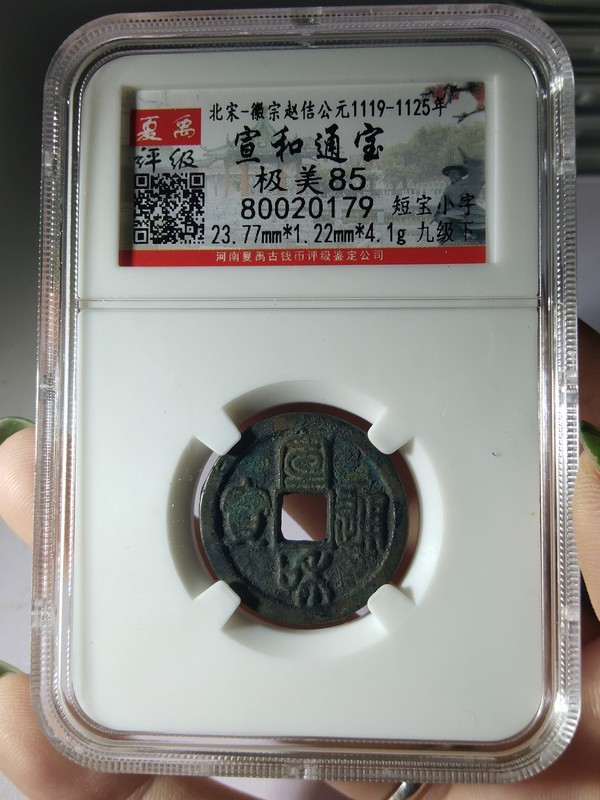 北宋-徽宗赵佶公元1119-1125年
夏禹
评级
宣和通宝
极美85
80020179 短宝小字
23.77mm*1.22mm*4.1g 九级下
河南夏禹古钱币评级鉴定公司
宣和通寶